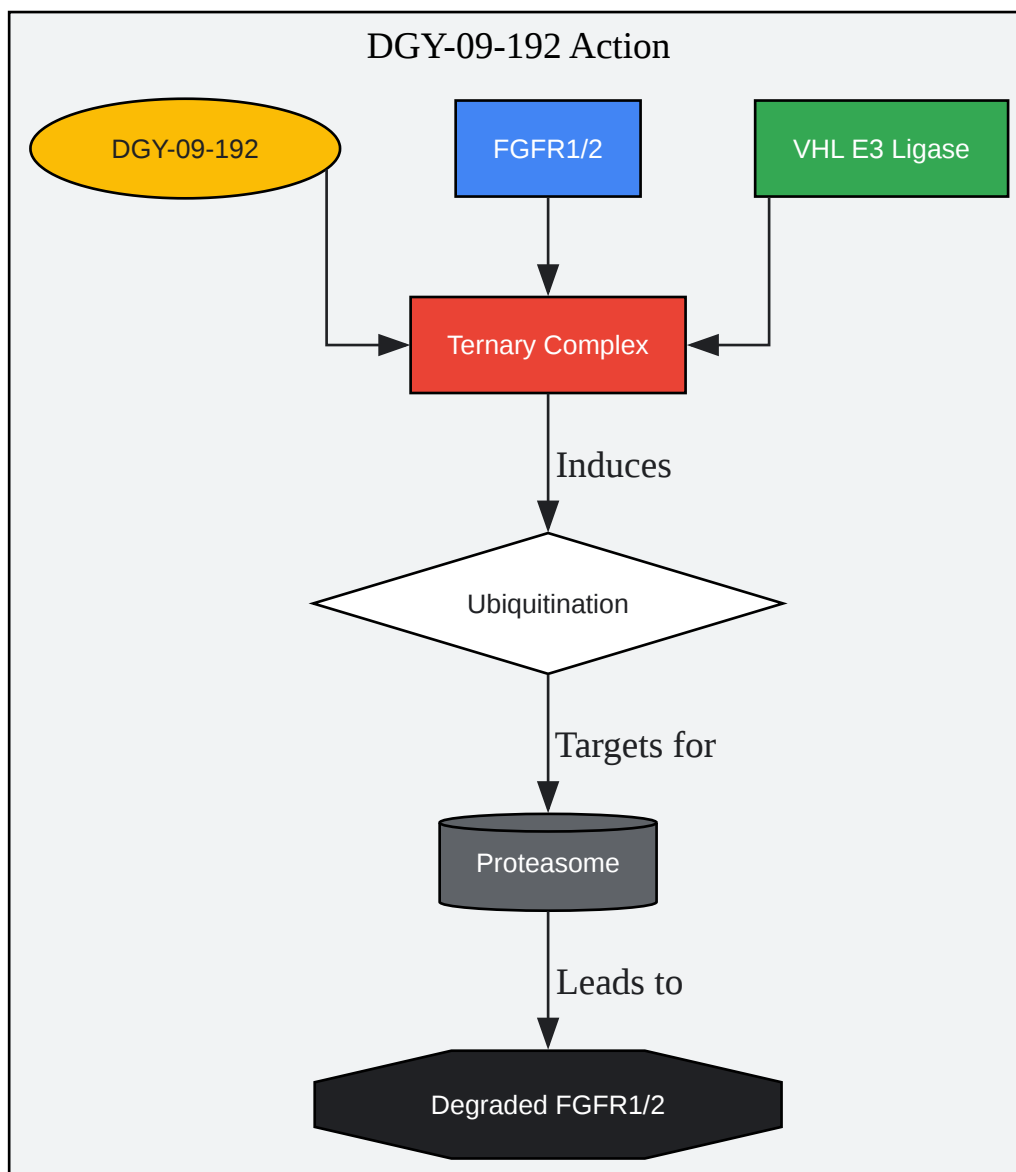 DGY-09-192 Action
DGY-09-192
FGFR1/2
VHL E3 Ligase
Ternary Complex
Induces
Ubiquitination
Targets for
Proteasome
Leads to
Degraded FGFR1/2